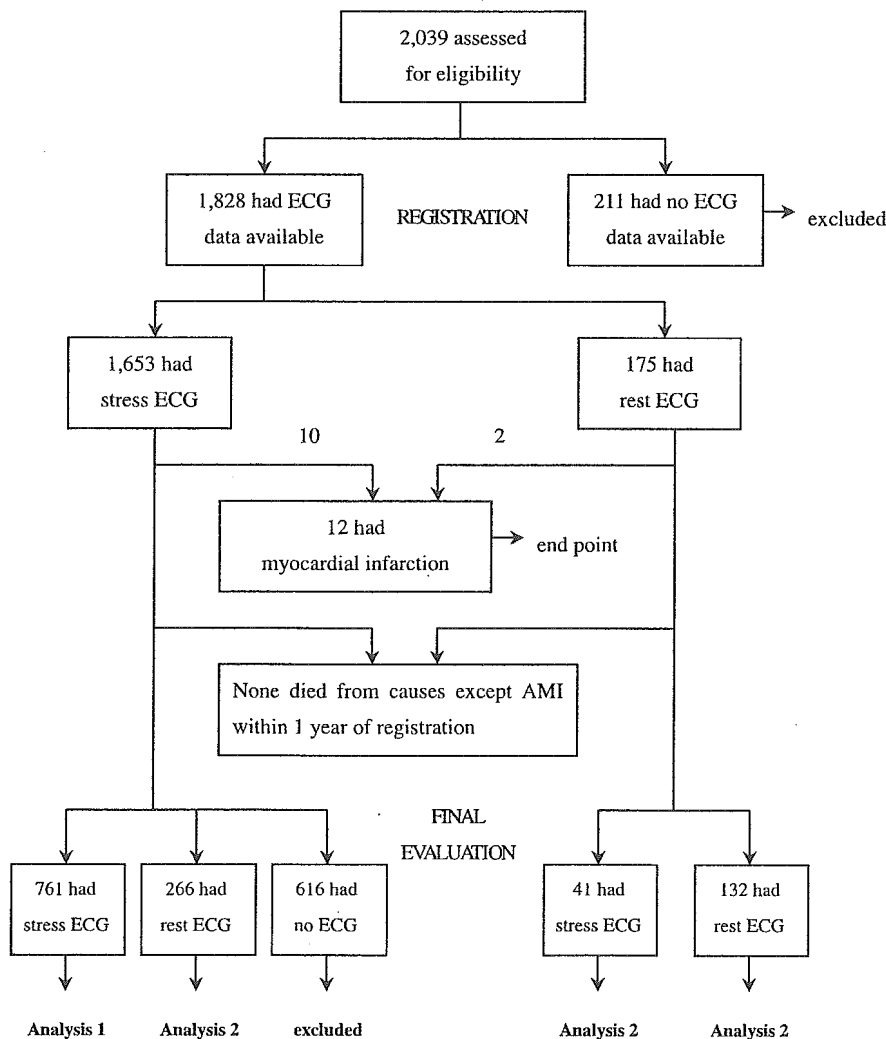 2,039 assessed
for eligibility
1,828 had ECG
data available
REGISTRATION
211 had no ECG
data available
excluded
1,653 had
stress ECG
175 had
rest ECG
10
2
12 had
myocardial infarction
end point
None died from causes except AMI
within 1 year of registration
FINAL
EVALUATION
761 had
stress ECG
266 had
rest ECG
616 had
no ECG
41 had
stress ECG
132 had
rest ECG
Analysis 1
Analysis 2
excluded
Analysis 2
Analysis 2